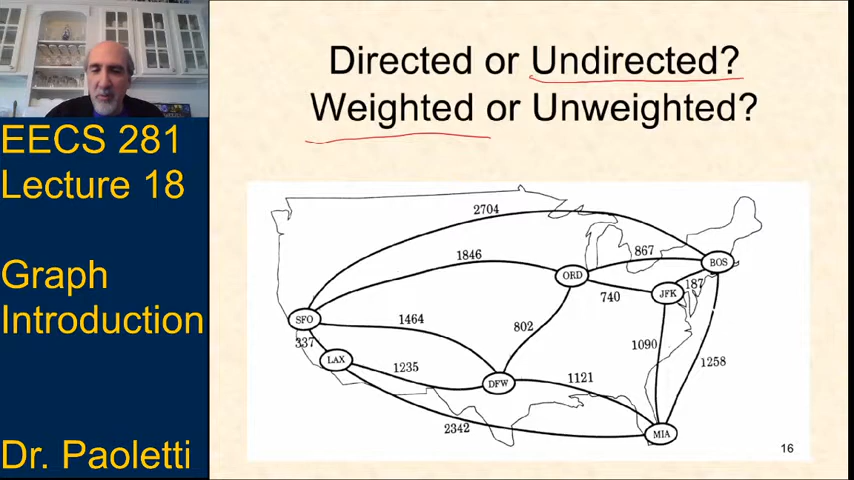 EECS 281
Lecture 18
Graph
Introduction
Dr. Paoletti
Directed or Undirected?
Weighted or Unweighted?
2704
867
BOS
1846
ORD
187
JFK
740
SFO
1464
802
337
1090
LAX
1235
1258
DFW
1121
2342
MIA
16